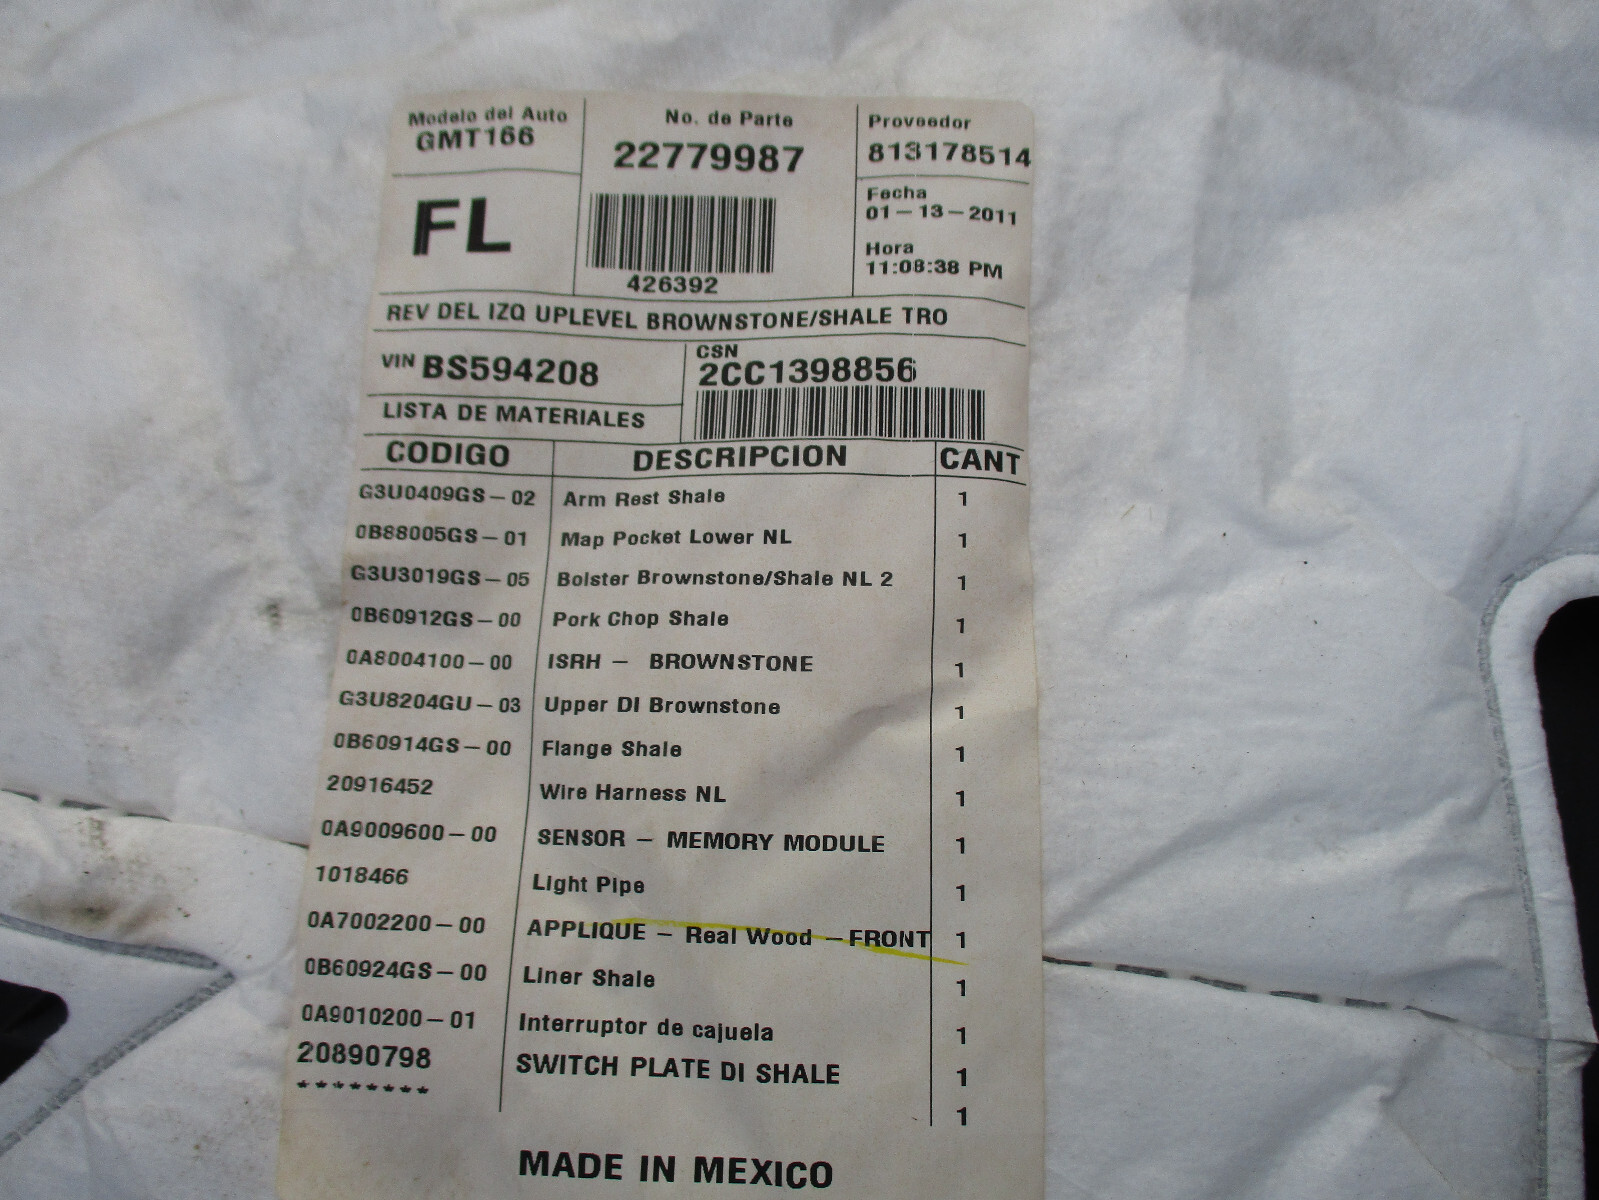 Modelo del Auto
GMT166
No. de Parte
22779987
Proveedor
813178514
FL
426392
Fecha
01-13-2011
Hora
11:08:38 PM
REV DEL IZQ UPLEVEL BROWNSTONE/SHALE TRO
VIN BS594208
CSN
2CC1398856
LISTA DE MATERIALES
CODIGO DESCRIPCION CANT
G3U0409GS-02 Arm Rest Shale 1
0B88005GS-01 Map Pocket Lower NL 1
G3U3019GS-05 Bolster Brownstone/Shale NL 2 1
0B60912GS-00 Pork Chop Shale 1
0A8004100-00 ISRH - BROWNSTONE 1
G3U8204GU-03 Upper DI Brownstone 1
0B60914GS-00 Flange Shale 1
20916452 Wire Harness NL 1
0A9009600-00 SENSOR - MEMORY MODULE 1
1018466 Light Pipe 1
0A7002200-00 APPLIQUE - Real Wood -FRONT 1
0B60924GS-00 Liner Shale 1
0A9010200-01 Interruptor de cajuela 1
20890798 SWITCH PLATE DI SHALE 1
******** 1
MADE IN MEXICO